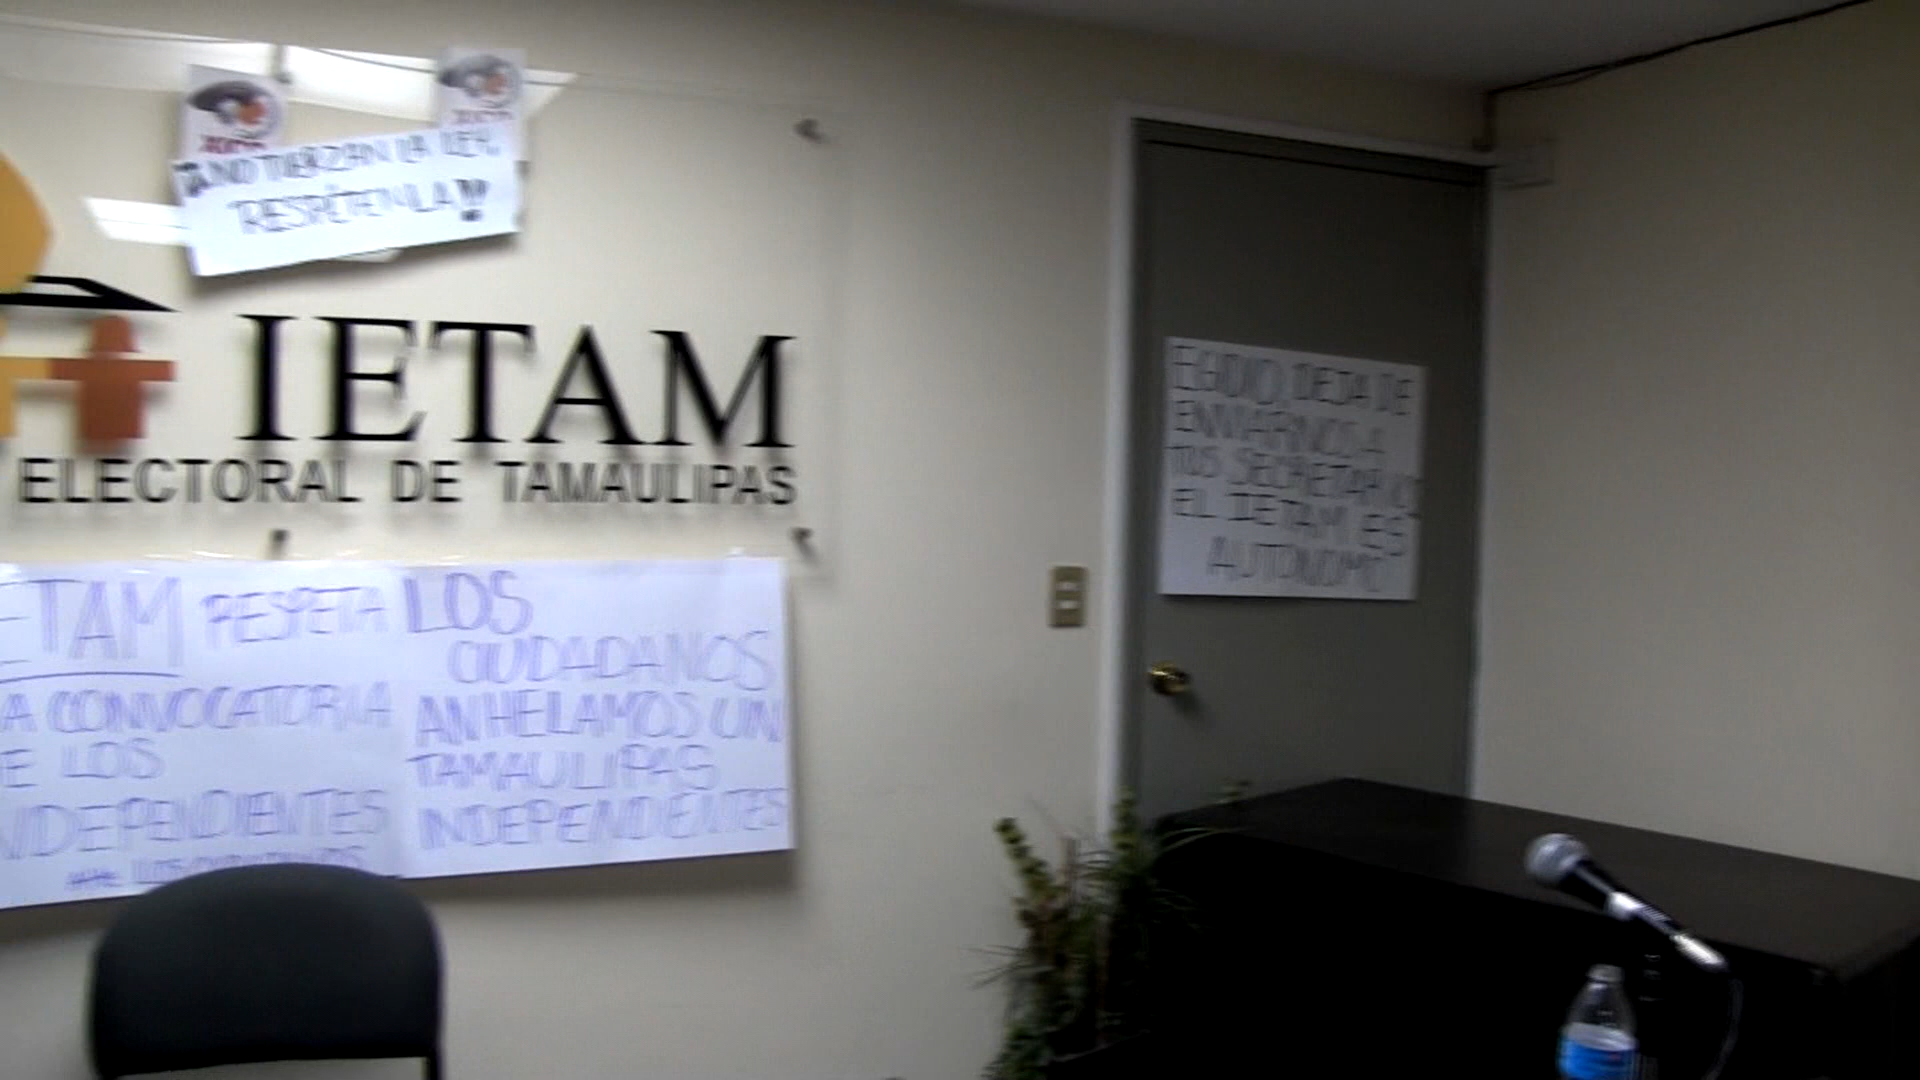 ¡¡NO TUERZAN LA LEY
RESPÉTENLA!!
IETAM
ELECTORAL DE TAMAULIPAS
ETAM RESPETA
A CONVOCATORIA
E LOS
NDEPENDIENTES
LOS
CIUDADANOS
ANHELAMOS UN
TAMAULIPAS
INDEPENDIENTES
EGIDIO, DEJA DE
ENVIARNOS A
TUS SECRETARIOS
EL IETAM ES
AUTONOMO